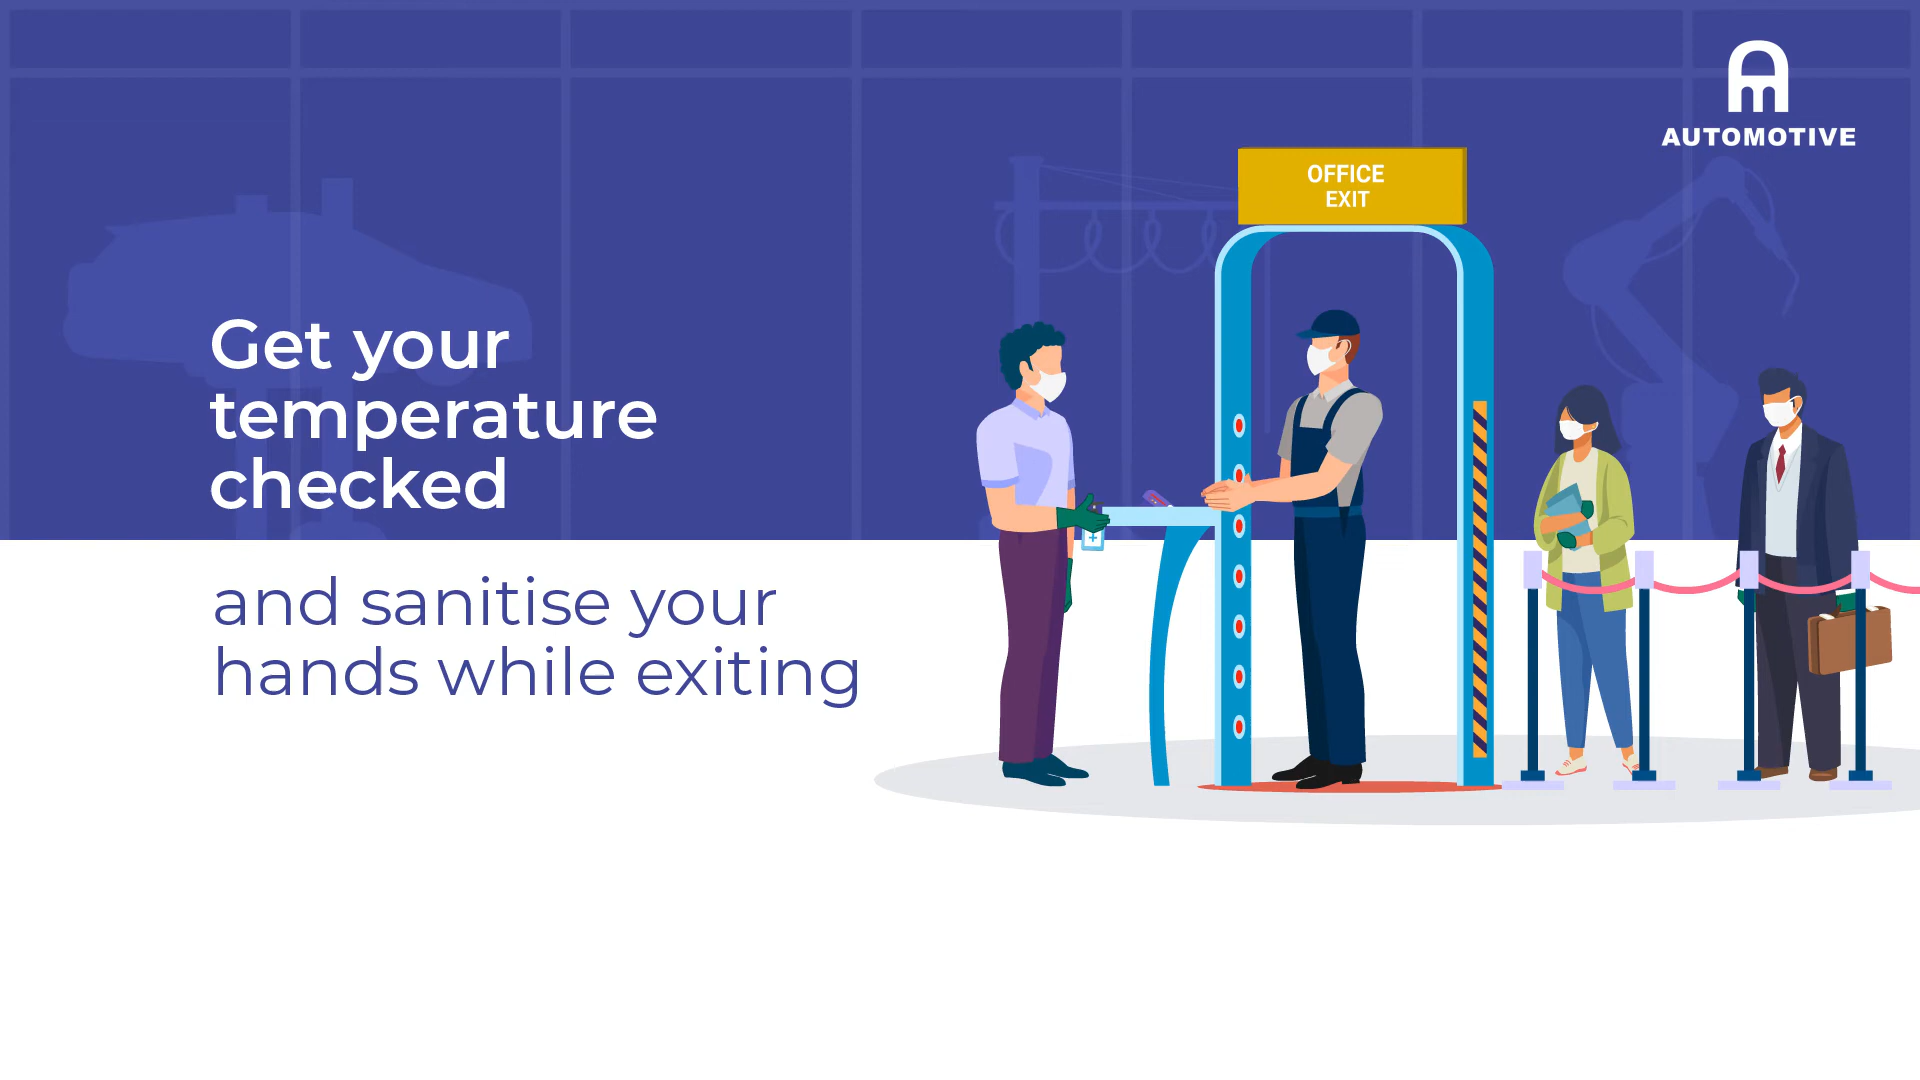 AUTOMOTIVE
OFFICE
EXIT
Get your
temperature
checked
and sanitise your
hands while exiting